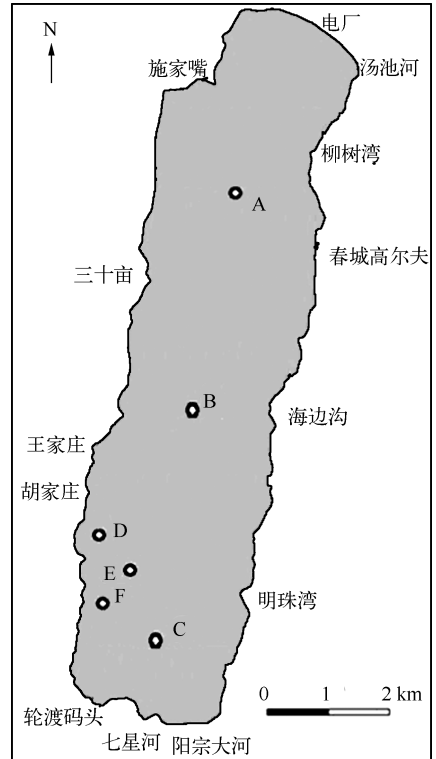 电厂
N
施家嘴
汤池河
柳树湾
A
春城高尔夫
三十亩
B
海边沟
王家庄
胡家庄
D
E
F
明珠湾
C
0 1 2 km
轮渡码头
七星河
阳宗大河